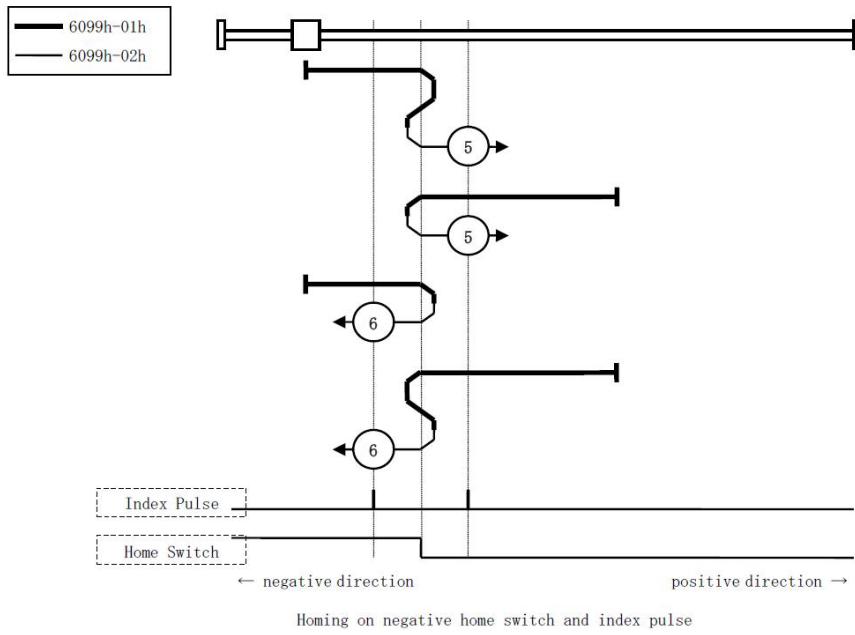 6099h-01h
6099h-02h
5
5
6
6
Index Pulse
Home Switch
← negative direction
positive direction →
Homing on negative home switch and index pulse